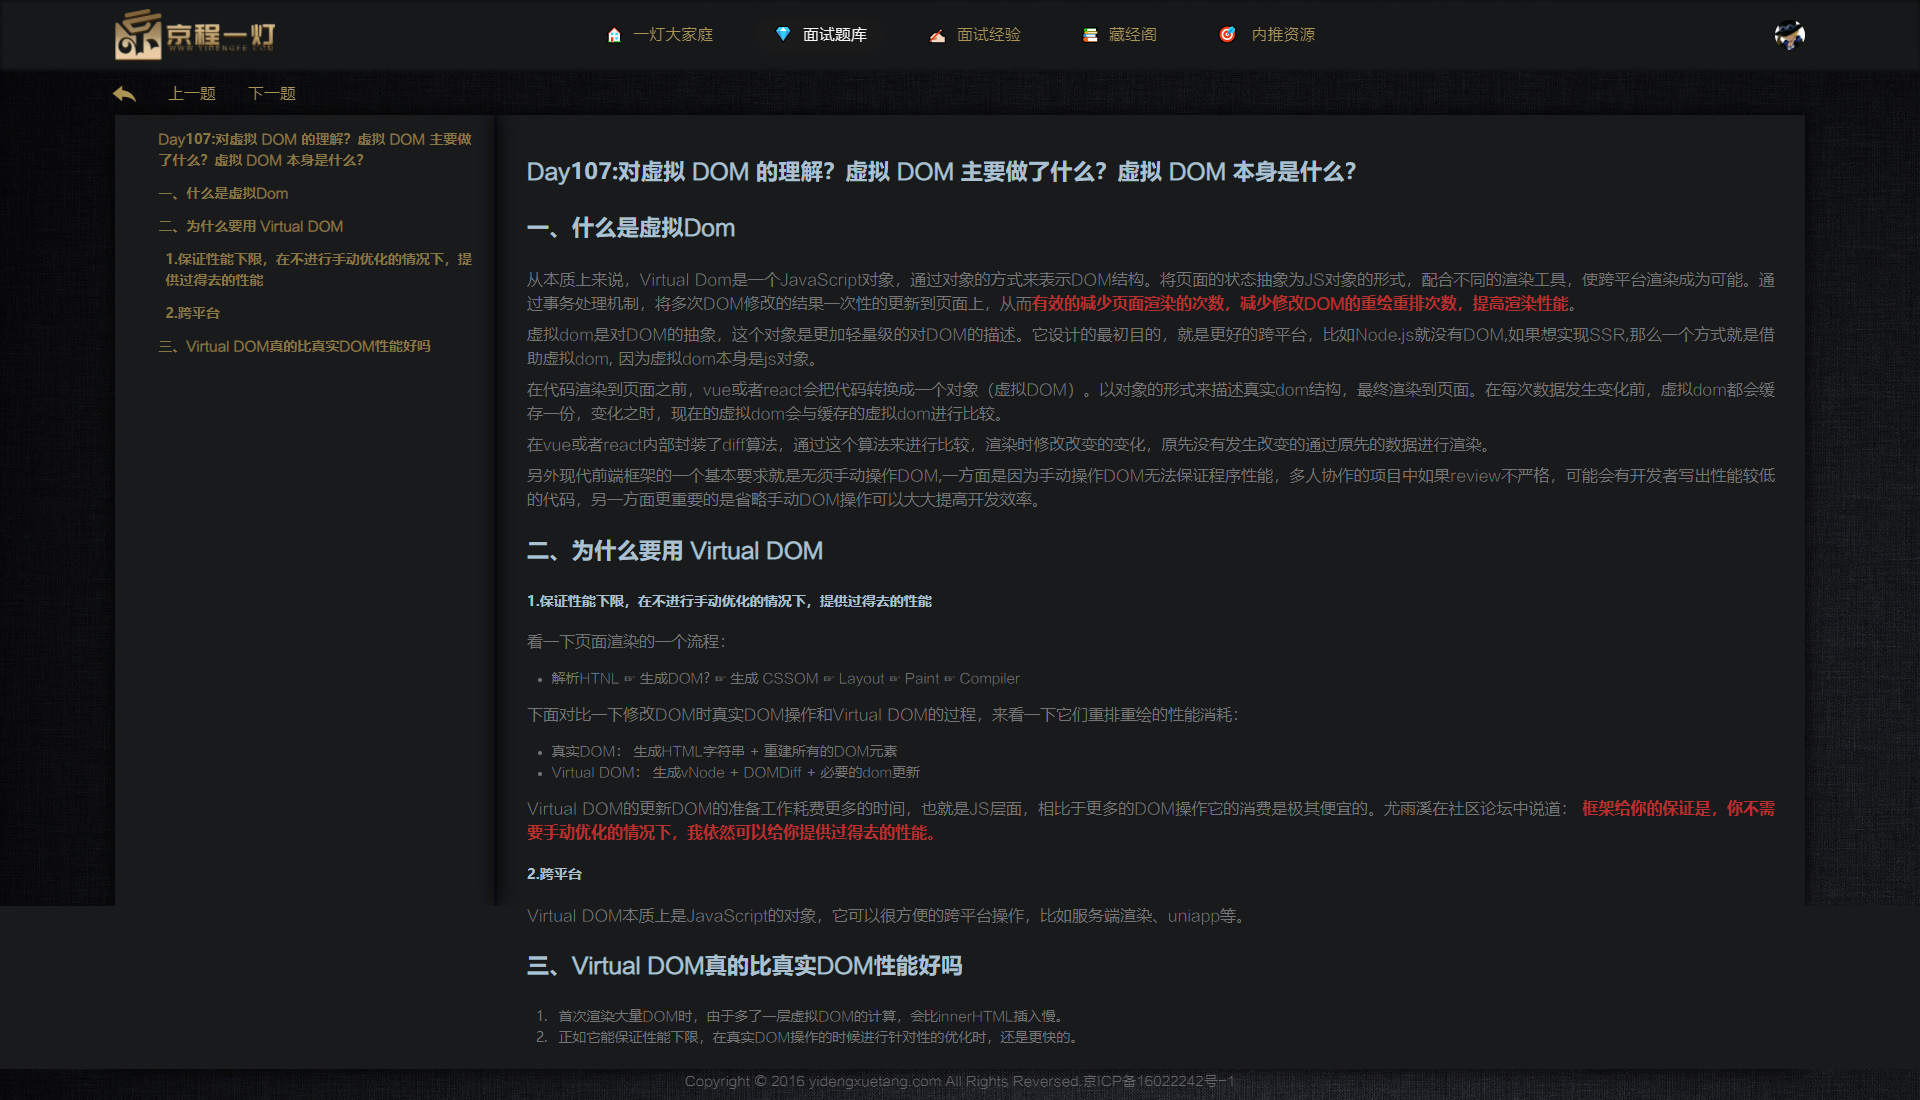 京程一灯
WWW.YIDENGFE.COM
一灯大家庭
面试题库
面试经验
藏经阁
内推资源
上一题
下一题
Day107:对虚拟 DOM 的理解？虚拟 DOM 主要做
了什么？虚拟 DOM 本身是什么？
一、什么是虚拟Dom
二、为什么要用 Virtual DOM
1.保证性能下限，在不进行手动优化的情况下，提
供过得去的性能
2.跨平台
三、Virtual DOM真的比真实DOM性能好吗
Day107:对虚拟 DOM 的理解？虚拟 DOM 主要做了什么？虚拟 DOM 本身是什么？
一、什么是虚拟Dom
从本质上来说，Virtual Dom是一个JavaScript对象，通过对象的方式来表示DOM结构。将页面的状态抽象为JS对象的形式，配合不同的渲染工具，使跨平台渲染成为可能。通
过事务处理机制，将多次DOM修改的结果一次性的更新到页面上，从而有效的减少页面渲染的次数，减少修改DOM的重绘重排次数，提高渲染性能。
虚拟dom是对DOM的抽象，这个对象是更加轻量级的对DOM的描述。它设计的最初目的，就是更好的跨平台，比如Node.js就没有DOM,如果想实现SSR,那么一个方式就是借
助虚拟dom, 因为虚拟dom本身是js对象。
在代码渲染到页面之前，vue或者react会把代码转换成一个对象（虚拟DOM）。以对象的形式来描述真实dom结构，最终渲染到页面。在每次数据发生变化前，虚拟dom都会缓
存一份，变化之时，现在的虚拟dom会与缓存的虚拟dom进行比较。
在vue或者react内部封装了diff算法，通过这个算法来进行比较，渲染时修改改变的变化，原先没有发生改变的通过原先的数据进行渲染。
另外现代前端框架的一个基本要求就是无须手动操作DOM,一方面是因为手动操作DOM无法保证程序性能，多人协作的项目中如果review不严格，可能会有开发者写出性能较低
的代码，另一方面更重要的是省略手动DOM操作可以大大提高开发效率。
二、为什么要用 Virtual DOM
1.保证性能下限，在不进行手动优化的情况下，提供过得去的性能
看一下页面渲染的一个流程：
解析HTNL ☞ 生成DOM? ☞ 生成 CSSOM ☞ Layout ☞ Paint ☞ Compiler
下面对比一下修改DOM时真实DOM操作和Virtual DOM的过程，来看一下它们重排重绘的性能消耗：
真实DOM： 生成HTML字符串 + 重建所有的DOM元素
Virtual DOM： 生成vNode + DOMDiff + 必要的dom更新
Virtual DOM的更新DOM的准备工作耗费更多的时间，也就是JS层面，相比于更多的DOM操作它的消费是极其便宜的。尤雨溪在社区论坛中说道： 框架给你的保证是，你不需
要手动优化的情况下，我依然可以给你提供过得去的性能。
2.跨平台
Virtual DOM本质上是JavaScript的对象，它可以很方便的跨平台操作，比如服务端渲染、uniapp等。
三、Virtual DOM真的比真实DOM性能好吗
1. 首次渲染大量DOM时，由于多了一层虚拟DOM的计算，会比innerHTML插入慢。
2. 正如它能保证性能下限，在真实DOM操作的时候进行针对性的优化时，还是更快的。
Copyright © 2016 yidengxuetang.com All Rights Reversed.京ICP备16022242号-1